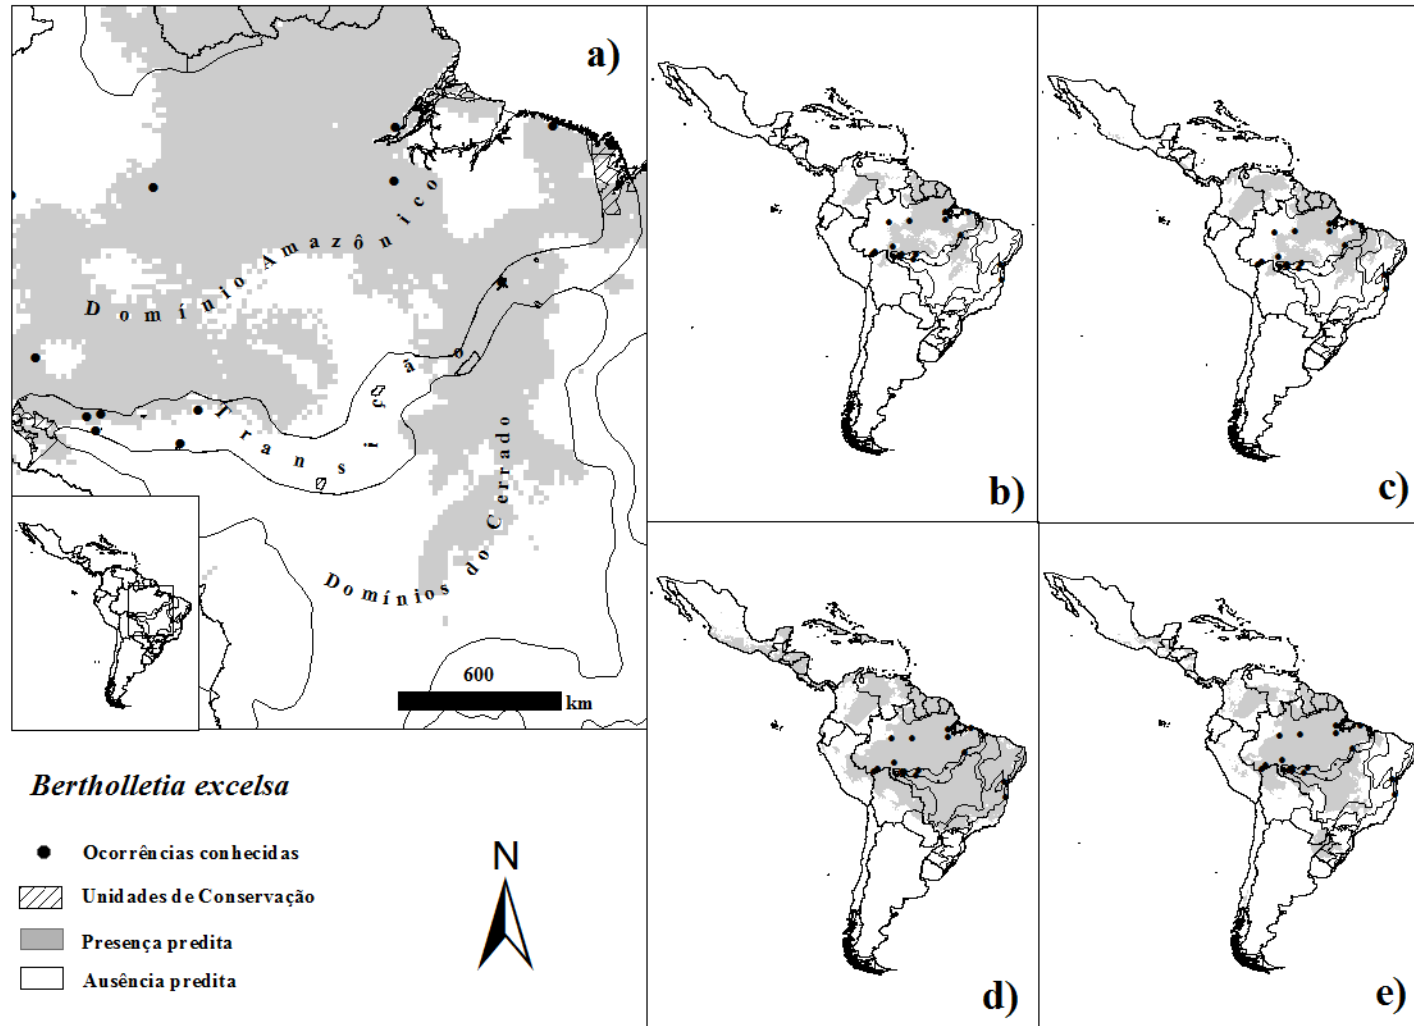 a)
b)
c)
Domínio Amazônico
Transição
Domínios do Cerrado
600
km
d)
e)
Bertholletia excelsa
Ocorrências conhecidas
Unidades de Conservação
Presença predita
Ausência predita
N